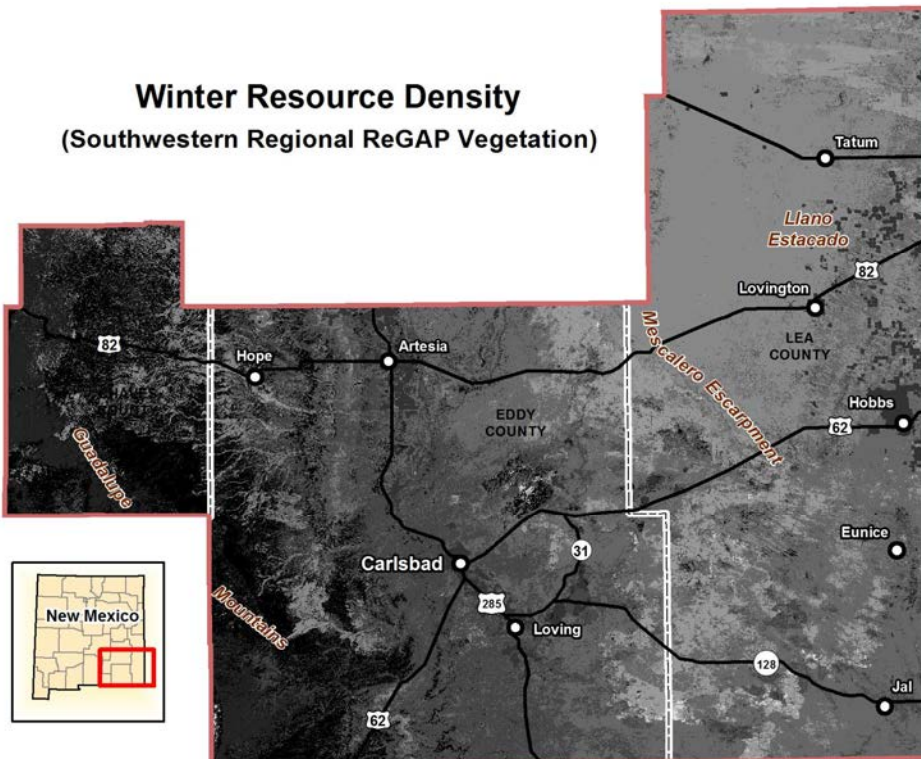 Winter Resource Density
(Southwestern Regional ReGAP Vegetation)
Tatum
Llano
Estacado
82
Lovington
LEA
COUNTY
Mescalero Escarpment
82
Hope
Artesia
EDDY
COUNTY
62
Hobbs
Guadalupe
31
Eunice
Carlsbad
285
Loving
Mountains
New Mexico
128
62
Jal